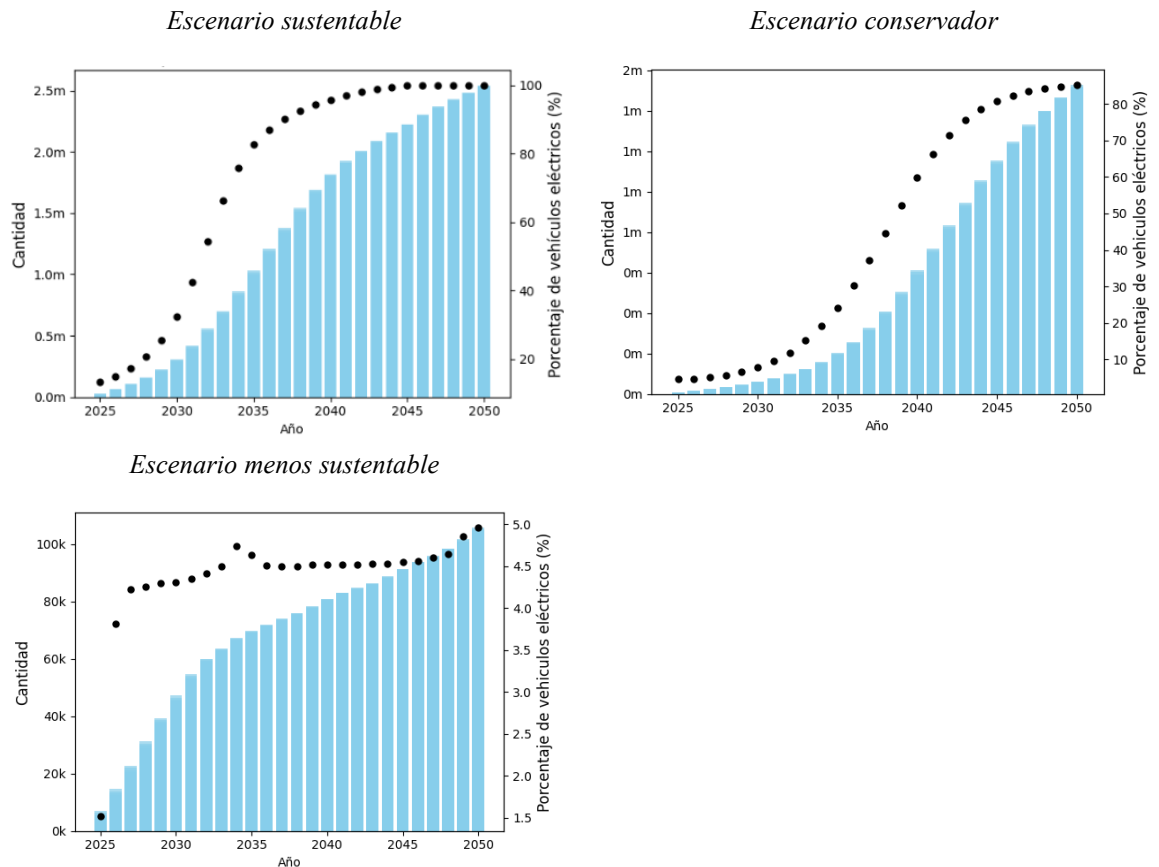 Escenario sustentable
2.5m
2.0m
1.5m
1.0m
0.5m
0.0m
Cantidad
100
80
60
40
20
Porcentaje de vehículos eléctricos (%)
2025 2030 2035 2040 2045 2050
Año
Escenario conservador
2m
1m
1m
1m
1m
0m
0m
0m
0m
Cantidad
80
70
60
50
40
30
20
10
Porcentaje de vehículos eléctricos (%)
2025 2030 2035 2040 2045 2050
Año
Escenario menos sustentable
100k
80k
60k
40k
20k
0k
Cantidad
5.0
4.5
4.0
3.5
3.0
2.5
2.0
1.5
Porcentaje de vehículos eléctricos (%)
2025 2030 2035 2040 2045 2050
Año